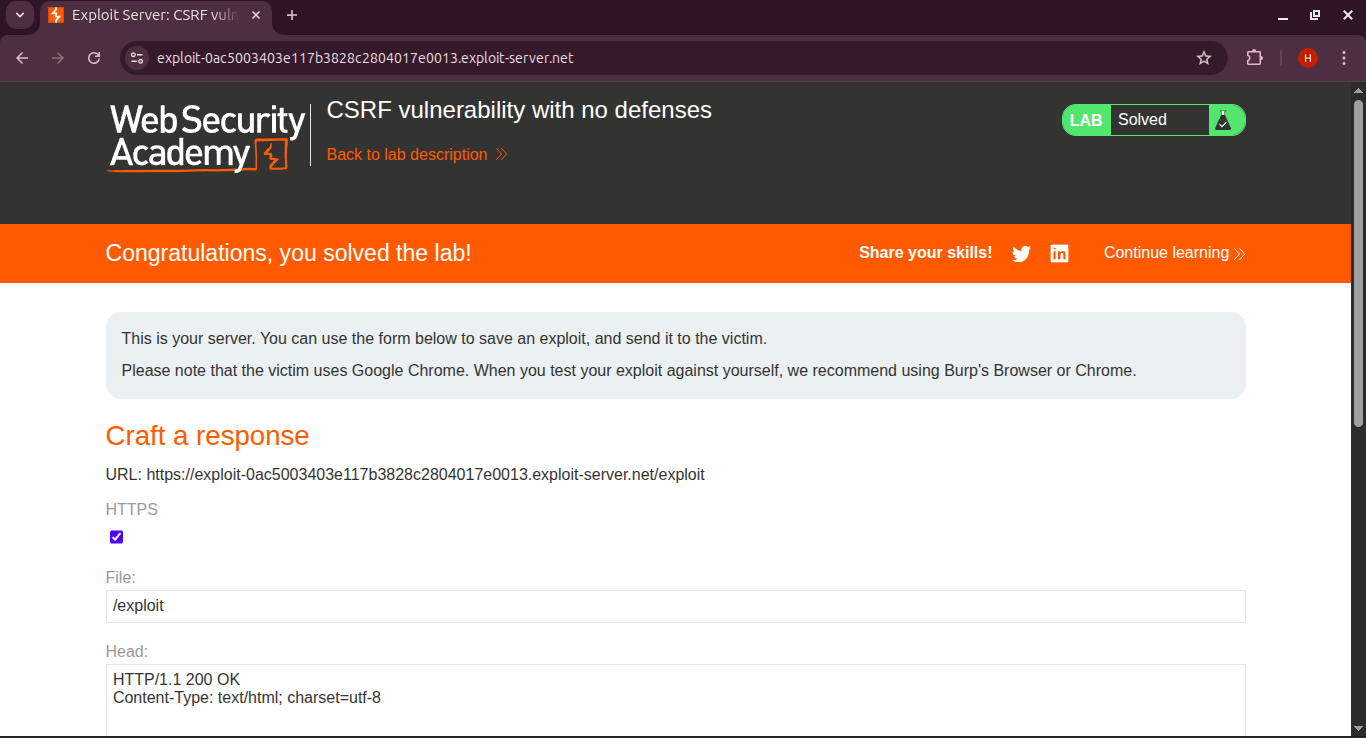 Exploit Server: CSRF vuln
exploit-0ac5003403e117b3828c2804017e0013.exploit-server.net
H
Web Security
Academy
CSRF vulnerability with no defenses
Back to lab description
LAB Solved
Congratulations, you solved the lab!
Share your skills!
in
Continue learning
This is your server. You can use the form below to save an exploit, and send it to the victim.
Please note that the victim uses Google Chrome. When you test your exploit against yourself, we recommend using Burp's Browser or Chrome.
Craft a response
URL: https://exploit-0ac5003403e117b3828c2804017e0013.exploit-server.net/exploit
HTTPS
File:
/exploit
Head:
HTTP/1.1 200 OK
Content-Type: text/html; charset=utf-8